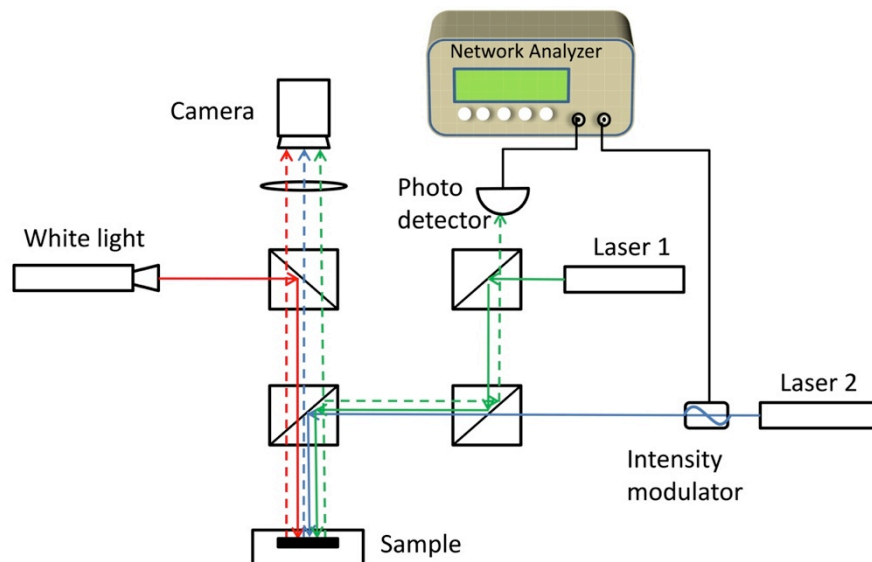 Network Analyzer
Camera
Photo
detector
White light
Laser 1
Laser 2
Intensity
modulator
Sample